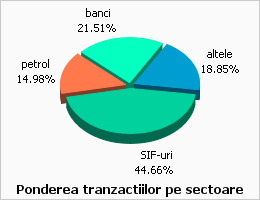 banci
21.51%
altele
18.85%
petrol
14.98%
SIF-uri
44.66%
Ponderea tranzactiilor pe sectoare